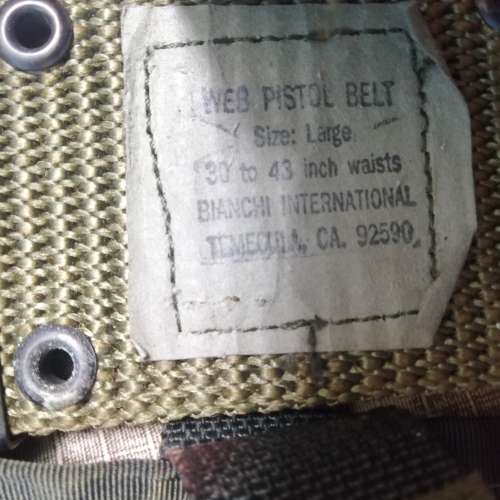 WEB PISTOL BELT
Size: Large
30 to 43 inch waists
BIANCHI INTERNATIONAL
TEMECULA, CA. 92590